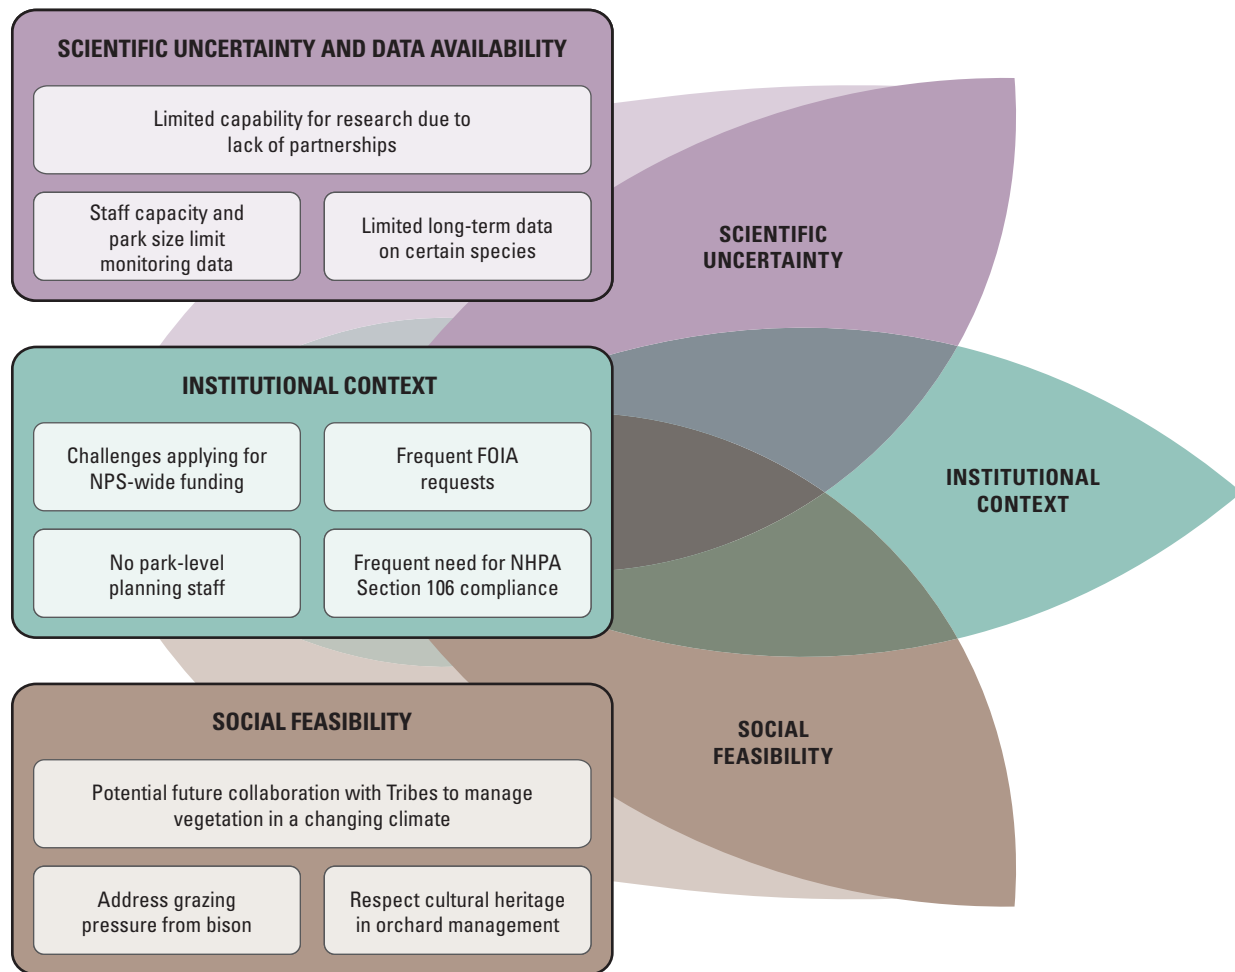 SCIENTIFIC UNCERTAINTY AND DATA AVAILABILITY
Limited capability for research due to
lack of partnerships
Staff capacity and
park size limit
monitoring data
Limited long-term data
on certain species
SCIENTIFIC
UNCERTAINTY
INSTITUTIONAL CONTEXT
Challenges applying for
NPS-wide funding
Frequent FOIA
requests
No park-level
planning staff
Frequent need for NHPA
Section 106 compliance
INSTITUTIONAL
CONTEXT
SOCIAL FEASIBILITY
Potential future collaboration with Tribes to manage
vegetation in a changing climate
Address grazing
pressure from bison
Respect cultural heritage
in orchard management
SOCIAL
FEASIBILITY